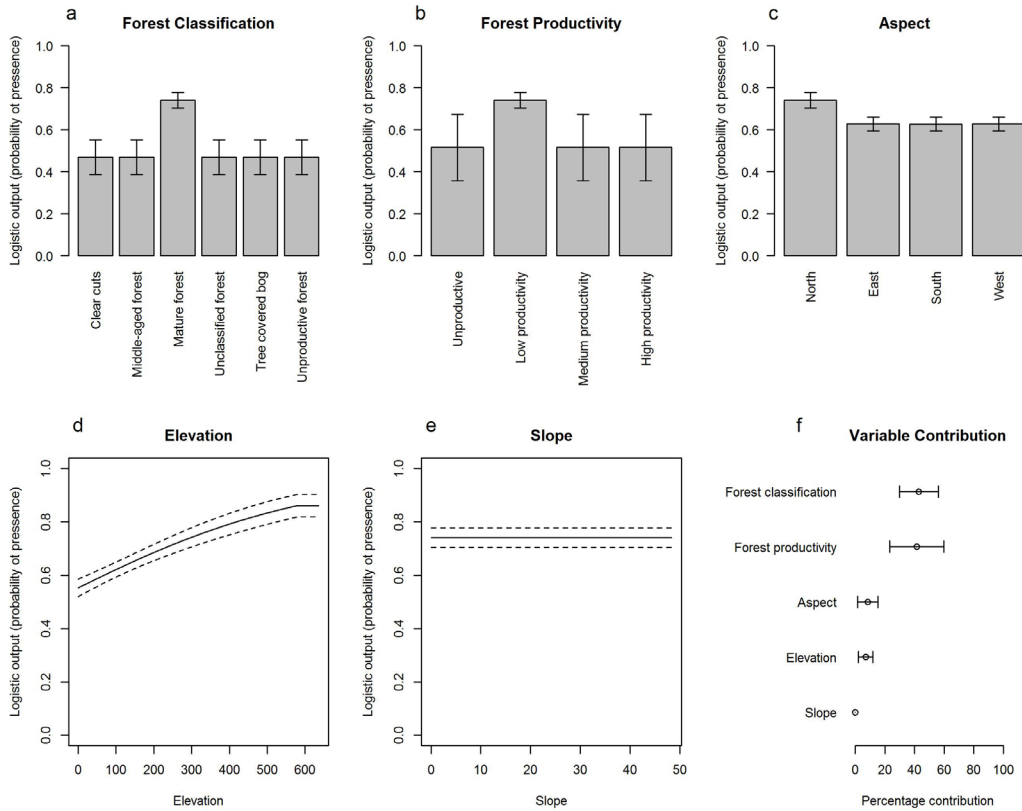 a
Forest Classification
Logistic output (probability of pressence)
1.0
0.8
0.6
0.4
0.2
0.0
Clear cuts
Middle-aged forest
Mature forest
Unclassified forest
Tree covered bog
Unproductive forest
b
Forest Productivity
Logistic output (probability of pressence)
1.0
0.8
0.6
0.4
0.2
0.0
Unproductive
Low productivity
Medium productivity
High productivity
c
Aspect
Logistic output (probability of pressence)
1.0
0.8
0.6
0.4
0.2
0.0
North
East
South
West
d
Elevation
Logistic output (probability of pressence)
1.0
0.8
0.6
0.4
0.2
0.0
0 100 200 300 400 500 600
Elevation
e
Slope
Logistic output (probability of pressence)
1.0
0.8
0.6
0.4
0.2
0.0
0 10 20 30 40 50
Slope
f
Variable Contribution
Forest classification
Forest productivity
Aspect
Elevation
Slope
0 20 40 60 80 100
Percentage contribution